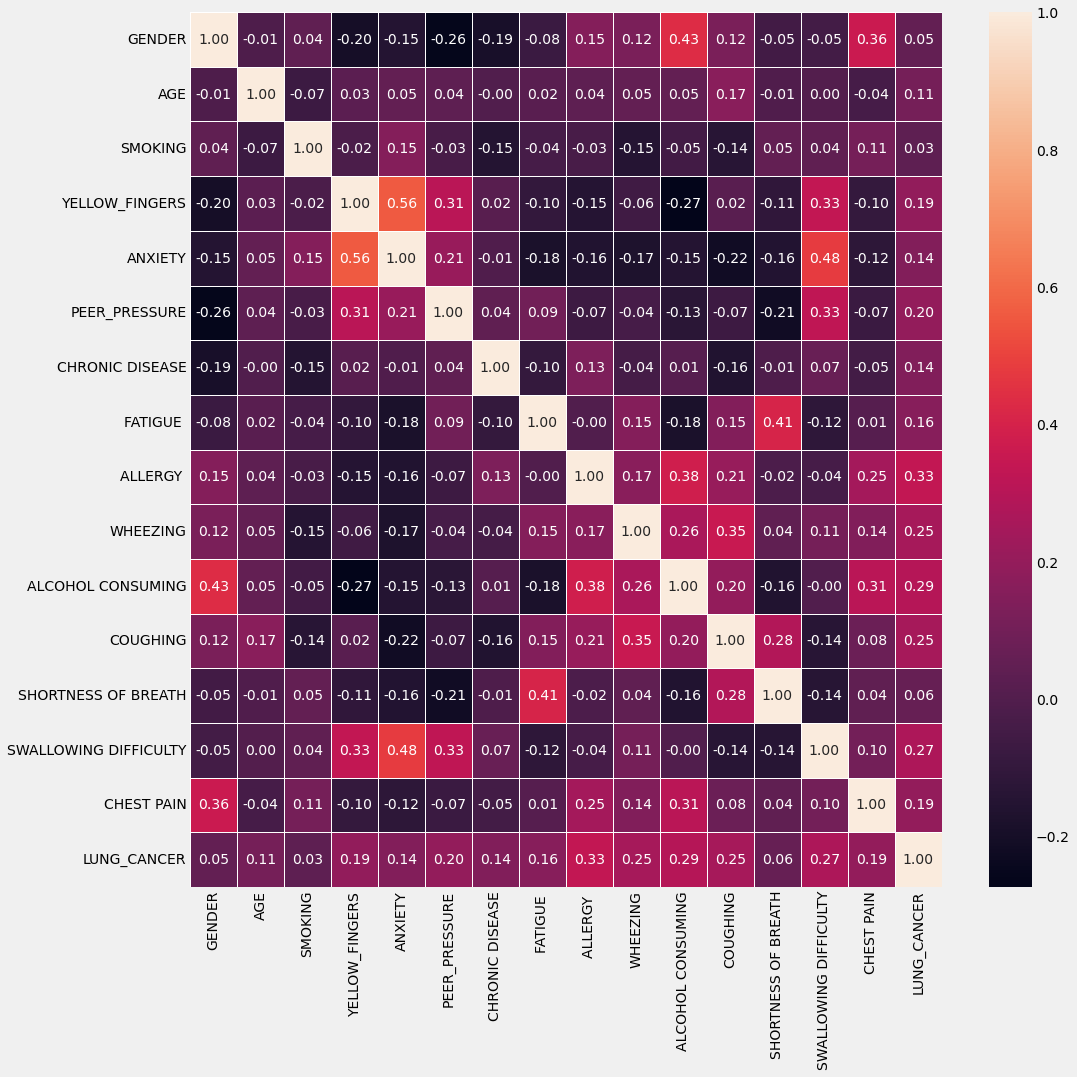 GENDER 1.00 -0.01 0.04 -0.20 -0.15 -0.26 -0.19 -0.08 0.15 0.12 0.43 0.12 -0.05 -0.05 0.36 0.05
AGE -0.01 1.00 -0.07 0.03 0.05 0.04 -0.00 0.02 0.04 0.05 0.05 0.17 -0.01 0.00 -0.04 0.11
SMOKING 0.04 -0.07 1.00 -0.02 0.15 -0.03 -0.15 -0.04 -0.03 -0.15 -0.05 -0.14 0.05 0.04 0.11 0.03
YELLOW_FINGERS -0.20 0.03 -0.02 1.00 0.56 0.31 0.02 -0.10 -0.15 -0.06 -0.27 0.02 -0.11 0.33 -0.10 0.19
ANXIETY -0.15 0.05 0.15 0.56 1.00 0.21 -0.01 -0.18 -0.16 -0.17 -0.15 -0.22 -0.16 0.48 -0.12 0.14
PEER_PRESSURE -0.26 0.04 -0.03 0.31 0.21 1.00 0.04 0.09 -0.07 -0.04 -0.13 -0.07 -0.21 0.33 -0.07 0.20
CHRONIC DISEASE -0.19 -0.00 -0.15 0.02 -0.01 0.04 1.00 -0.10 0.13 -0.04 0.01 -0.16 -0.01 0.07 -0.05 0.14
FATIGUE -0.08 0.02 -0.04 -0.10 -0.18 0.09 -0.10 1.00 -0.00 0.15 -0.18 0.15 0.41 -0.12 0.01 0.16
ALLERGY 0.15 0.04 -0.03 -0.15 -0.16 -0.07 0.13 -0.00 1.00 0.17 0.38 0.21 -0.02 -0.04 0.25 0.33
WHEEZING 0.12 0.05 -0.15 -0.06 -0.17 -0.04 -0.04 0.15 0.17 1.00 0.26 0.35 0.04 0.11 0.14 0.25
ALCOHOL CONSUMING 0.43 0.05 -0.05 -0.27 -0.15 -0.13 0.01 -0.18 0.38 0.26 1.00 0.20 -0.16 -0.00 0.31 0.29
COUGHING 0.12 0.17 -0.14 0.02 -0.22 -0.07 -0.16 0.15 0.21 0.35 0.20 1.00 0.28 -0.14 0.08 0.25
SHORTNESS OF BREATH -0.05 -0.01 0.05 -0.11 -0.16 -0.21 -0.01 0.41 -0.02 0.04 -0.16 0.28 1.00 -0.14 0.04 0.06
SWALLOWING DIFFICULTY -0.05 0.00 0.04 0.33 0.48 0.33 0.07 -0.12 -0.04 0.11 -0.00 -0.14 -0.14 1.00 0.10 0.27
CHEST PAIN 0.36 -0.04 0.11 -0.10 -0.12 -0.07 -0.05 0.01 0.25 0.14 0.31 0.08 0.04 0.10 1.00 0.19
LUNG_CANCER 0.05 0.11 0.03 0.19 0.14 0.20 0.14 0.16 0.33 0.25 0.29 0.25 0.06 0.27 0.19 1.00
GENDER
AGE
SMOKING
YELLOW_FINGERS
ANXIETY
PEER_PRESSURE
CHRONIC DISEASE
FATIGUE
ALLERGY
WHEEZING
ALCOHOL CONSUMING
COUGHING
SHORTNESS OF BREATH
SWALLOWING DIFFICULTY
CHEST PAIN
LUNG_CANCER
1.0
0.8
0.6
0.4
0.2
0.0
−0.2